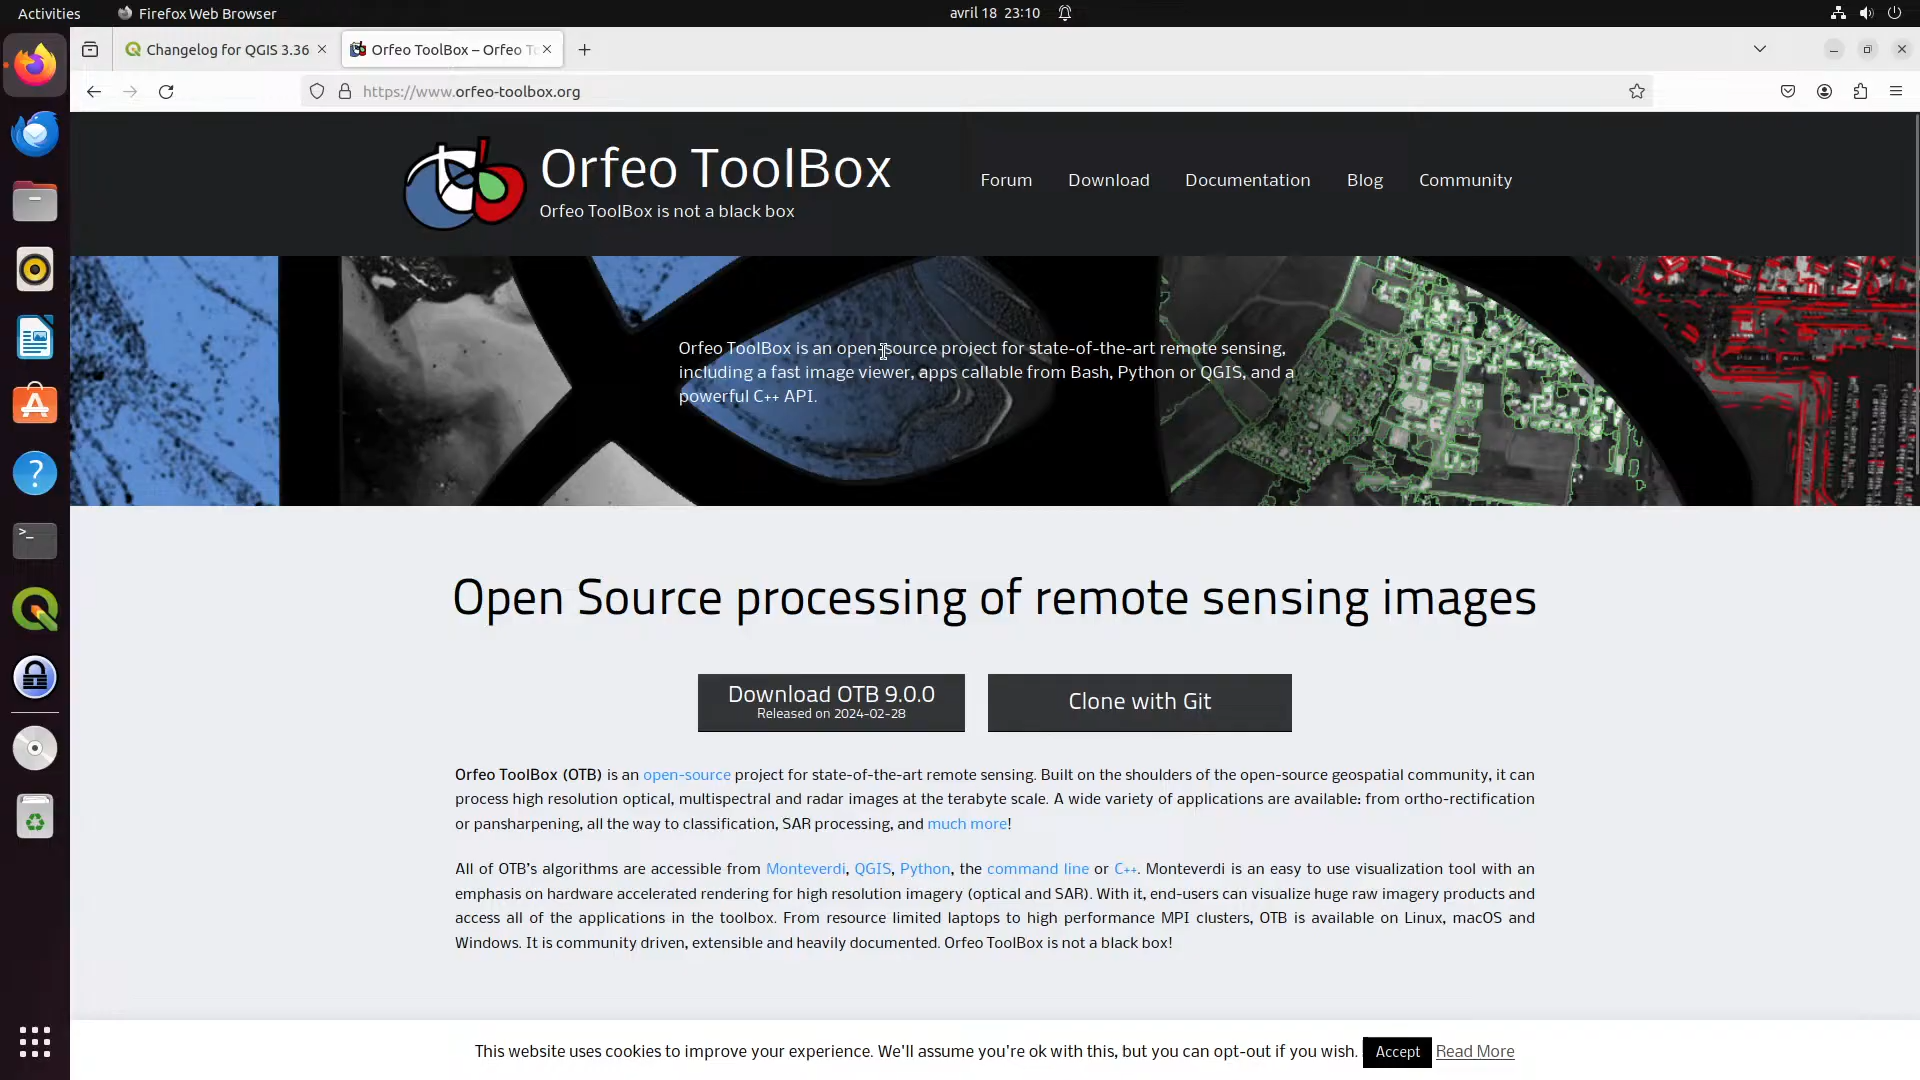 Activities
Firefox Web Browser
avril 18 23:10
Changelog for QGIS 3.36
Orfeo ToolBox – Orfeo T
https://www.orfeo-toolbox.org
Orfeo ToolBox
Orfeo ToolBox is not a black box
Forum
Download
Documentation
Blog
Community
Orfeo ToolBox is an open-source project for state-of-the-art remote sensing,
including a fast image viewer, apps callable from Bash, Python or QGIS, and a
powerful C++ API.
Open Source processing of remote sensing images
Download OTB 9.0.0
Released on 2024-02-28
Clone with Git
Orfeo ToolBox (OTB) is an open-source project for state-of-the-art remote sensing. Built on the shoulders of the open-source geospatial community, it can
process high resolution optical, multispectral and radar images at the terabyte scale. A wide variety of applications are available: from ortho-rectification
or pansharpening, all the way to classification, SAR processing, and much more!
All of OTB's algorithms are accessible from Monteverdi, QGIS, Python, the command line or C++. Monteverdi is an easy to use visualization tool with an
emphasis on hardware accelerated rendering for high resolution imagery (optical and SAR). With it, end-users can visualize huge raw imagery products and
access all of the applications in the toolbox. From resource limited laptops to high performance MPI clusters, OTB is available on Linux, macOS and
Windows. It is community driven, extensible and heavily documented. Orfeo ToolBox is not a black box!
This website uses cookies to improve your experience. We'll assume you're ok with this, but you can opt-out if you wish. Accept Read More